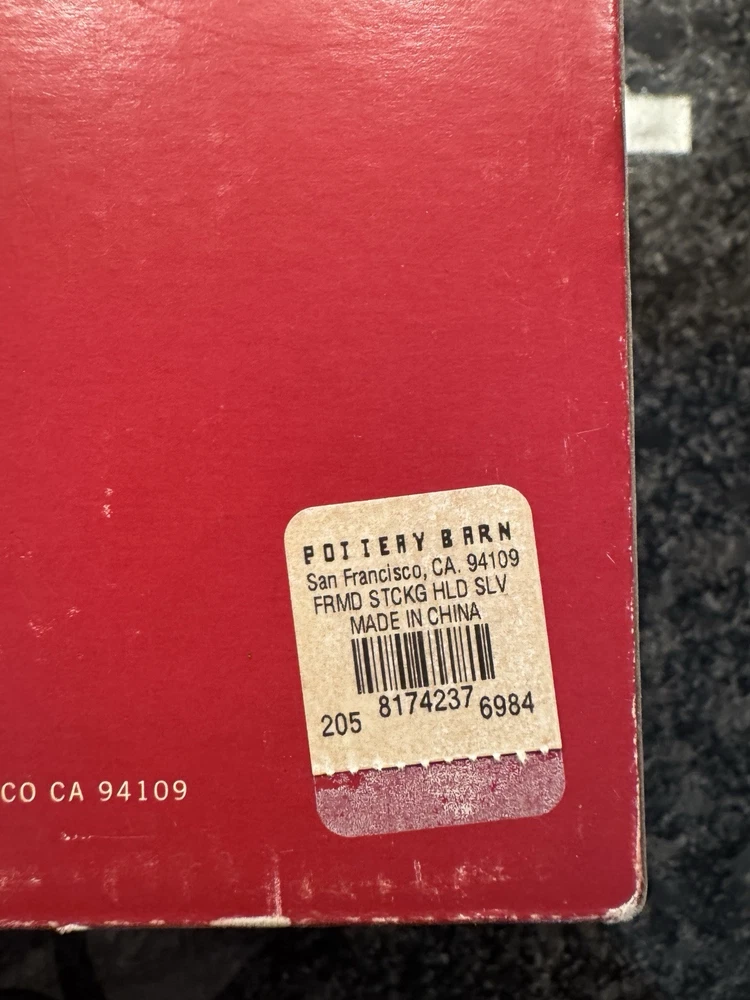 POTTERY BARN
San Francisco, CA. 94109
FRMD STCKG HLD SLV
MADE IN CHINA
205 8174237 6984
CO CA 94109